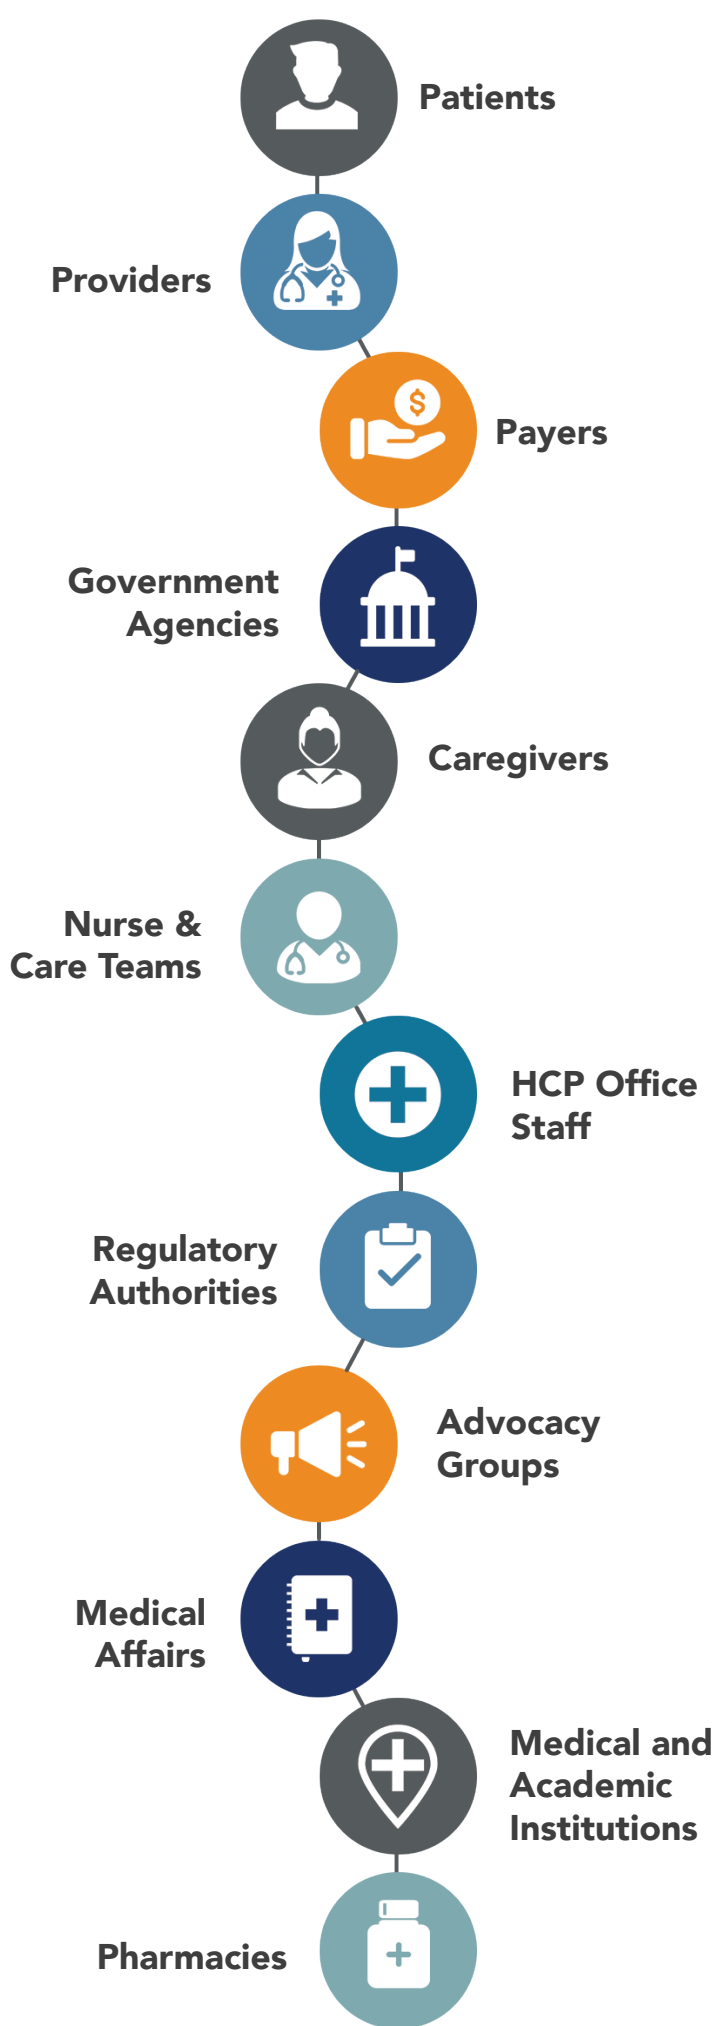 Patients
Providers
$
Payers
Government
Agencies
Caregivers
Nurse &
Care Teams
HCP Office
Staff
Regulatory
Authorities
Advocacy
Groups
Medical
Affairs
Medical and
Academic
Institutions
Pharmacies